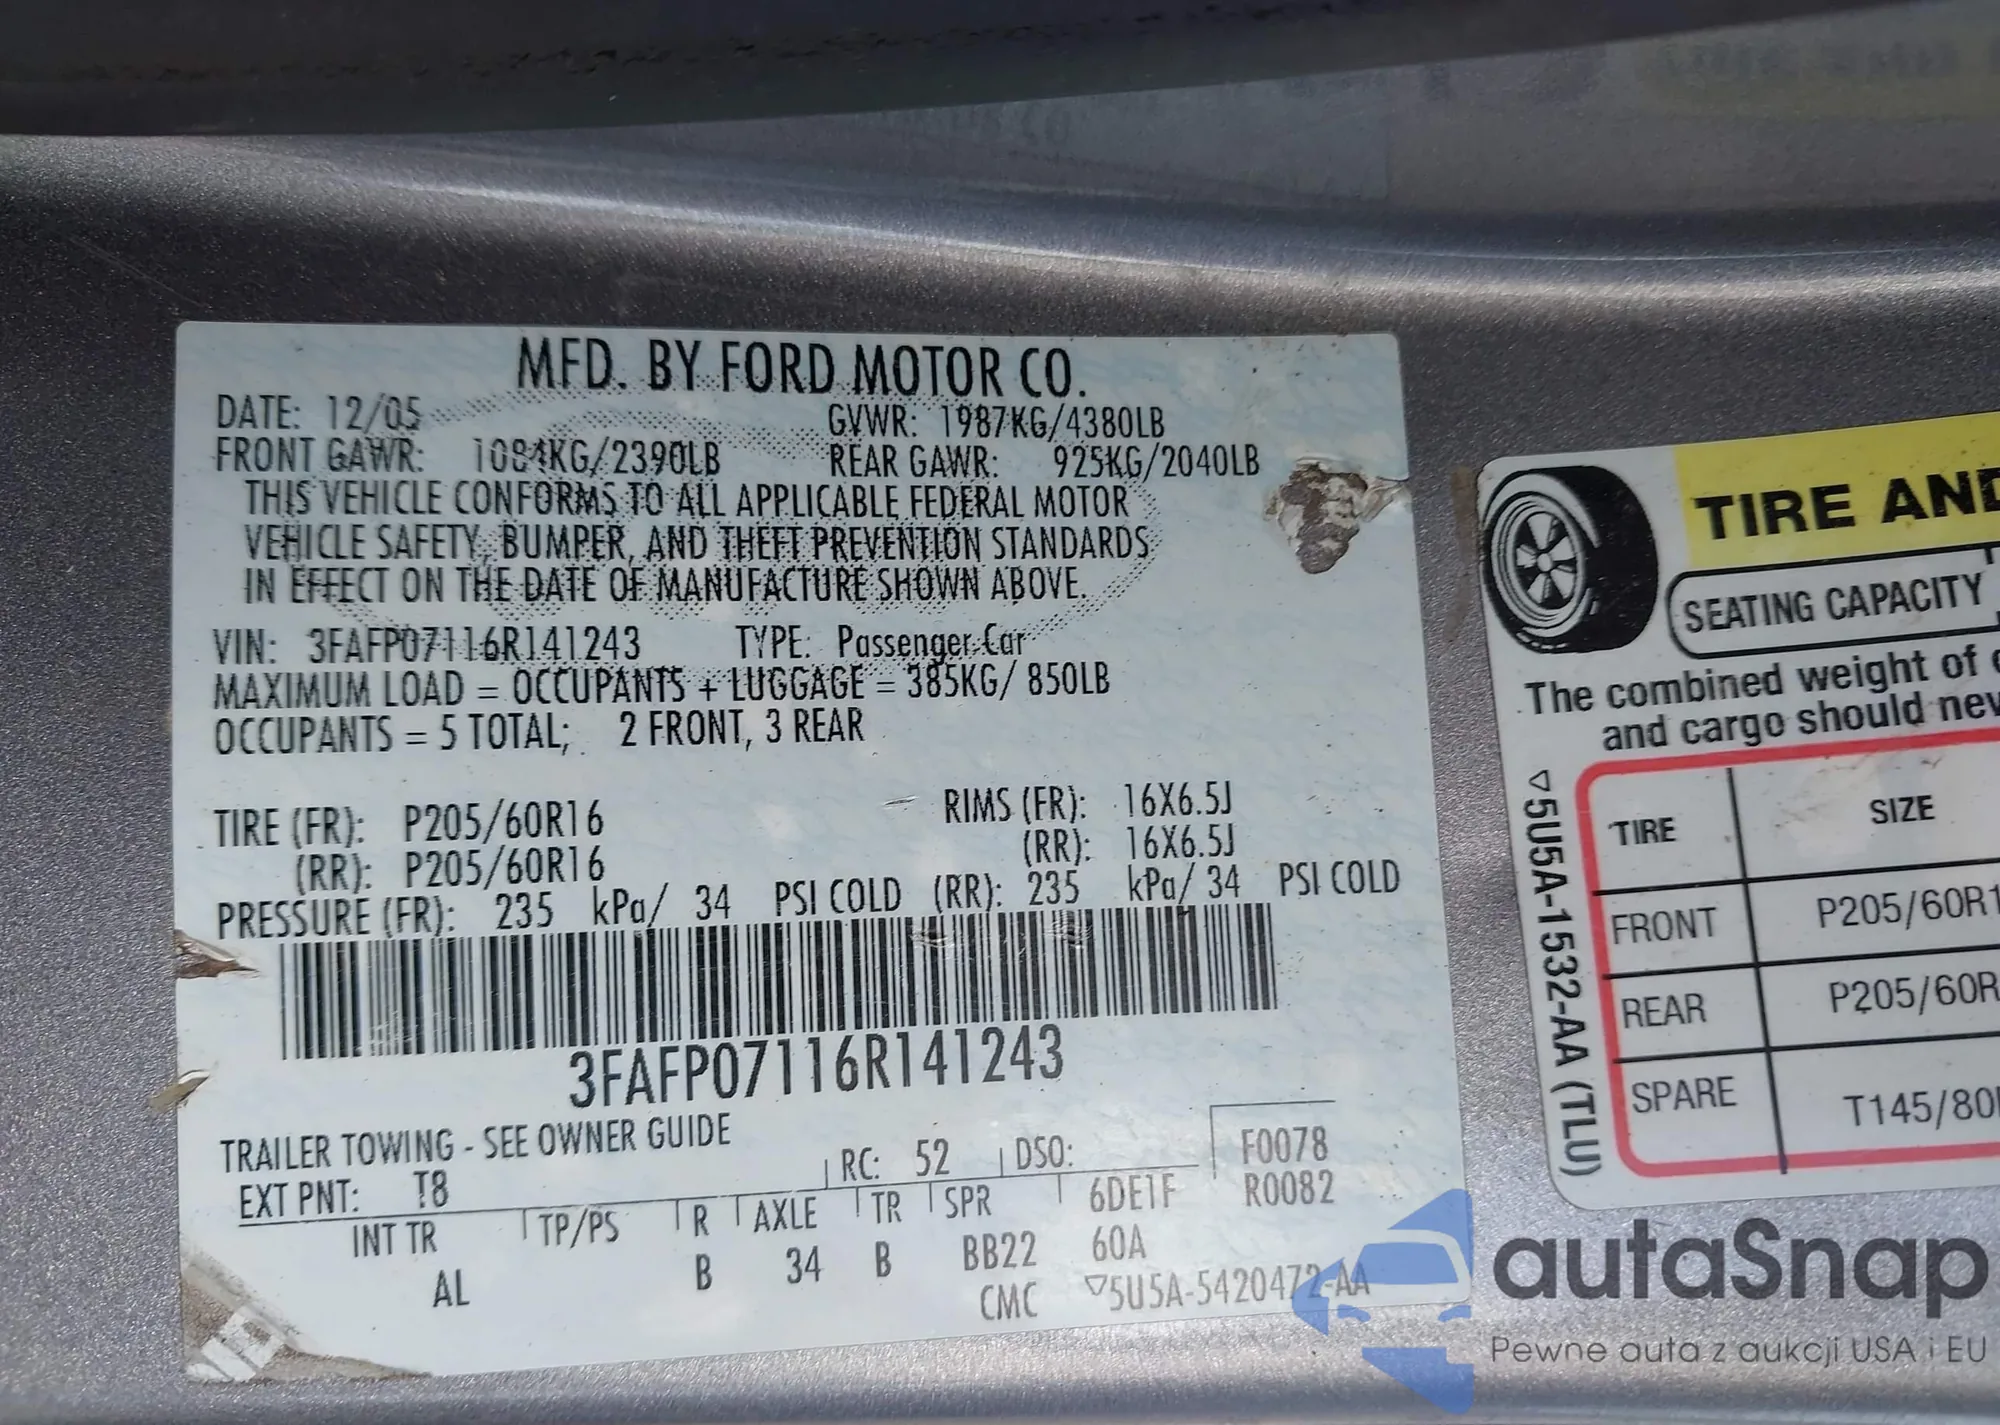 MFD. BY FORD MOTOR CO.
DATE: 12/05 GVWR: 1987KG/4380LB
FRONT GAWR: 1084KG/2390LB REAR GAWR: 925KG/2040LB
THIS VEHICLE CONFORMS TO ALL APPLICABLE FEDERAL MOTOR
VEHICLE SAFETY, BUMPER, AND THEFT PREVENTION STANDARDS
IN EFFECT ON THE DATE OF MANUFACTURE SHOWN ABOVE.
VIN: 3FAFP07116R141243 TYPE: Passenger Car
MAXIMUM LOAD = OCCUPANTS + LUGGAGE = 385KG/ 850LB
OCCUPANTS = 5 TOTAL; 2 FRONT, 3 REAR
TIRE (FR): P205/60R16 RIMS (FR): 16X6.5J
(RR): P205/60R16 (RR): 16X6.5J
PRESSURE (FR): 235 kPa/ 34 PSI COLD (RR): 235 kPa/ 34 PSI COLD
3FAFP07116R141243
TRAILER TOWING - SEE OWNER GUIDE
EXT PNT: T8 RC: 52 DSO: F0078
R0082
INT TR TP/PS R AXLE TR SPR 6DETF
AL B 34 B BB22 60A
CMC ▽5U5A-5420472-AA
TIRE AND
SEATING CAPACITY
The combined weight of
and cargo should
▽5U5A-1532-AA (TLU)
TIRE SIZE
FRONT P205/60R1
REAR P205/60R
SPARE T145/80
autaSnap
Pewne auta z aukcji USA i EU